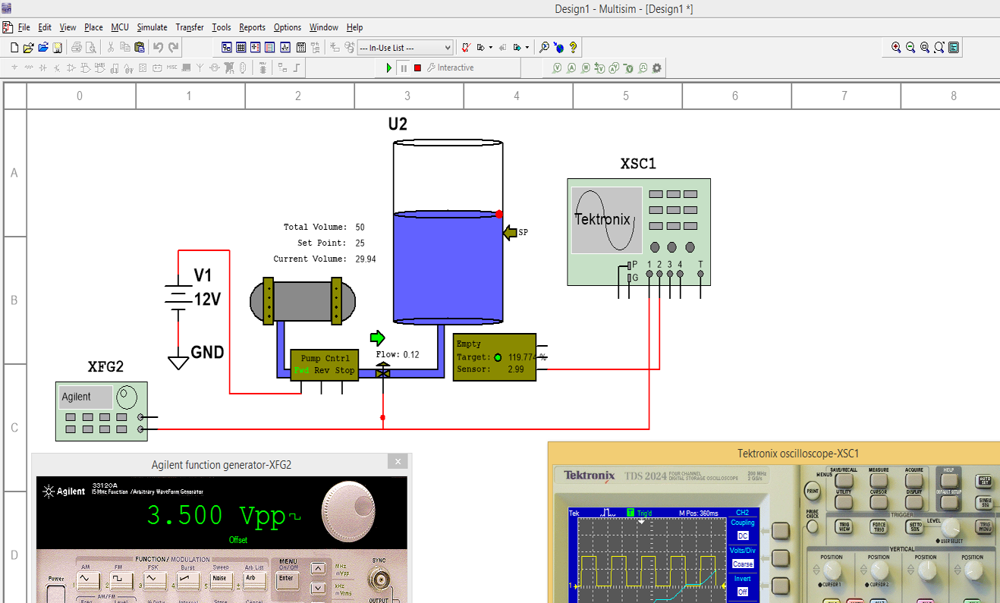 Design1 - Multisim - [Design1 *]
File Edit View Place MCU Simulate Transfer Tools Reports Options Window Help
--- In-Use List ---
MISC
Interactive
0 1 2 3 4 5 6 7 8
A
B
C
D
U2
XSC1
Tektronix
P 1 2 3 4 T
G
Total Volume: 50
Set Point: 25
Current Volume: 29.94
SP
V1
12V
GND
Flow: 0.12
Pump Cntrl
Fwd Rev Stop
Empty
Target: 119.774 %
Sensor: 2.99
XFG2
Agilent
Agilent function generator-XFG2
Agilent
33120A
15 MHz Function /Arbitrary WaveForm Generator
3.500 Vpp
Offset
FUNCTION/ MODULATION
AM FM FSK Burst Sweep Arb List
1 2 3 4 5
Noise
Arb
Power
MENU
On/Off
Enter
MHz
mVpp
kHz
mVrms
SYNC
OUTPUT
AM/FM
Freq Level
Tektronix oscilloscope-XSC1
Tektronix TDS 2024
FOUR CHANNEL
DIGITAL STORAGE OSCILLOSCOPE
200 MHz
2 GS/s
Tek T Trig'd M Pos: 360ms CH2
Coupling
DC
Volts/Div
Coarse
Invert
Off
1
MENUS
SAVE/RECALL MEASURE ACQUIRE HELP
UTILITY CURSOR DISPLAY DEFAULT SETUP
AUTO SET
SINGLE SEQ
PRINT
PROBE CHECK
TRIGGER
TRIG VIEW
FORCE TRIG
SET TO 50%
LEVEL
USER SELECT
TRIG MENU
VERTICAL
POSITION POSITION POSITION POSITION
CURSOR 1 CURSOR 2